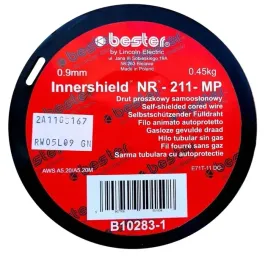 bester
by Lincoln Electric
ul. Jana III Sobieskiego 19A
58-260 Bielawa
Made in Poland
0.9mm
0.45kg
Innershield® NR - 211- MP
Drut proszkowy samoosłonowy
Self-shielded cored wire
Selbstschützender Fülldraht
Filo animato autoprotetto
Gasloze gevulde draad
Hilo tubular sin gas
Fil fourré sans gaz
Sarma tubulara cu autoprotectie
2A1103167
RW05L09 GN
AWS A5.20/A5.20M
E71T-11 DC-
B10283-1